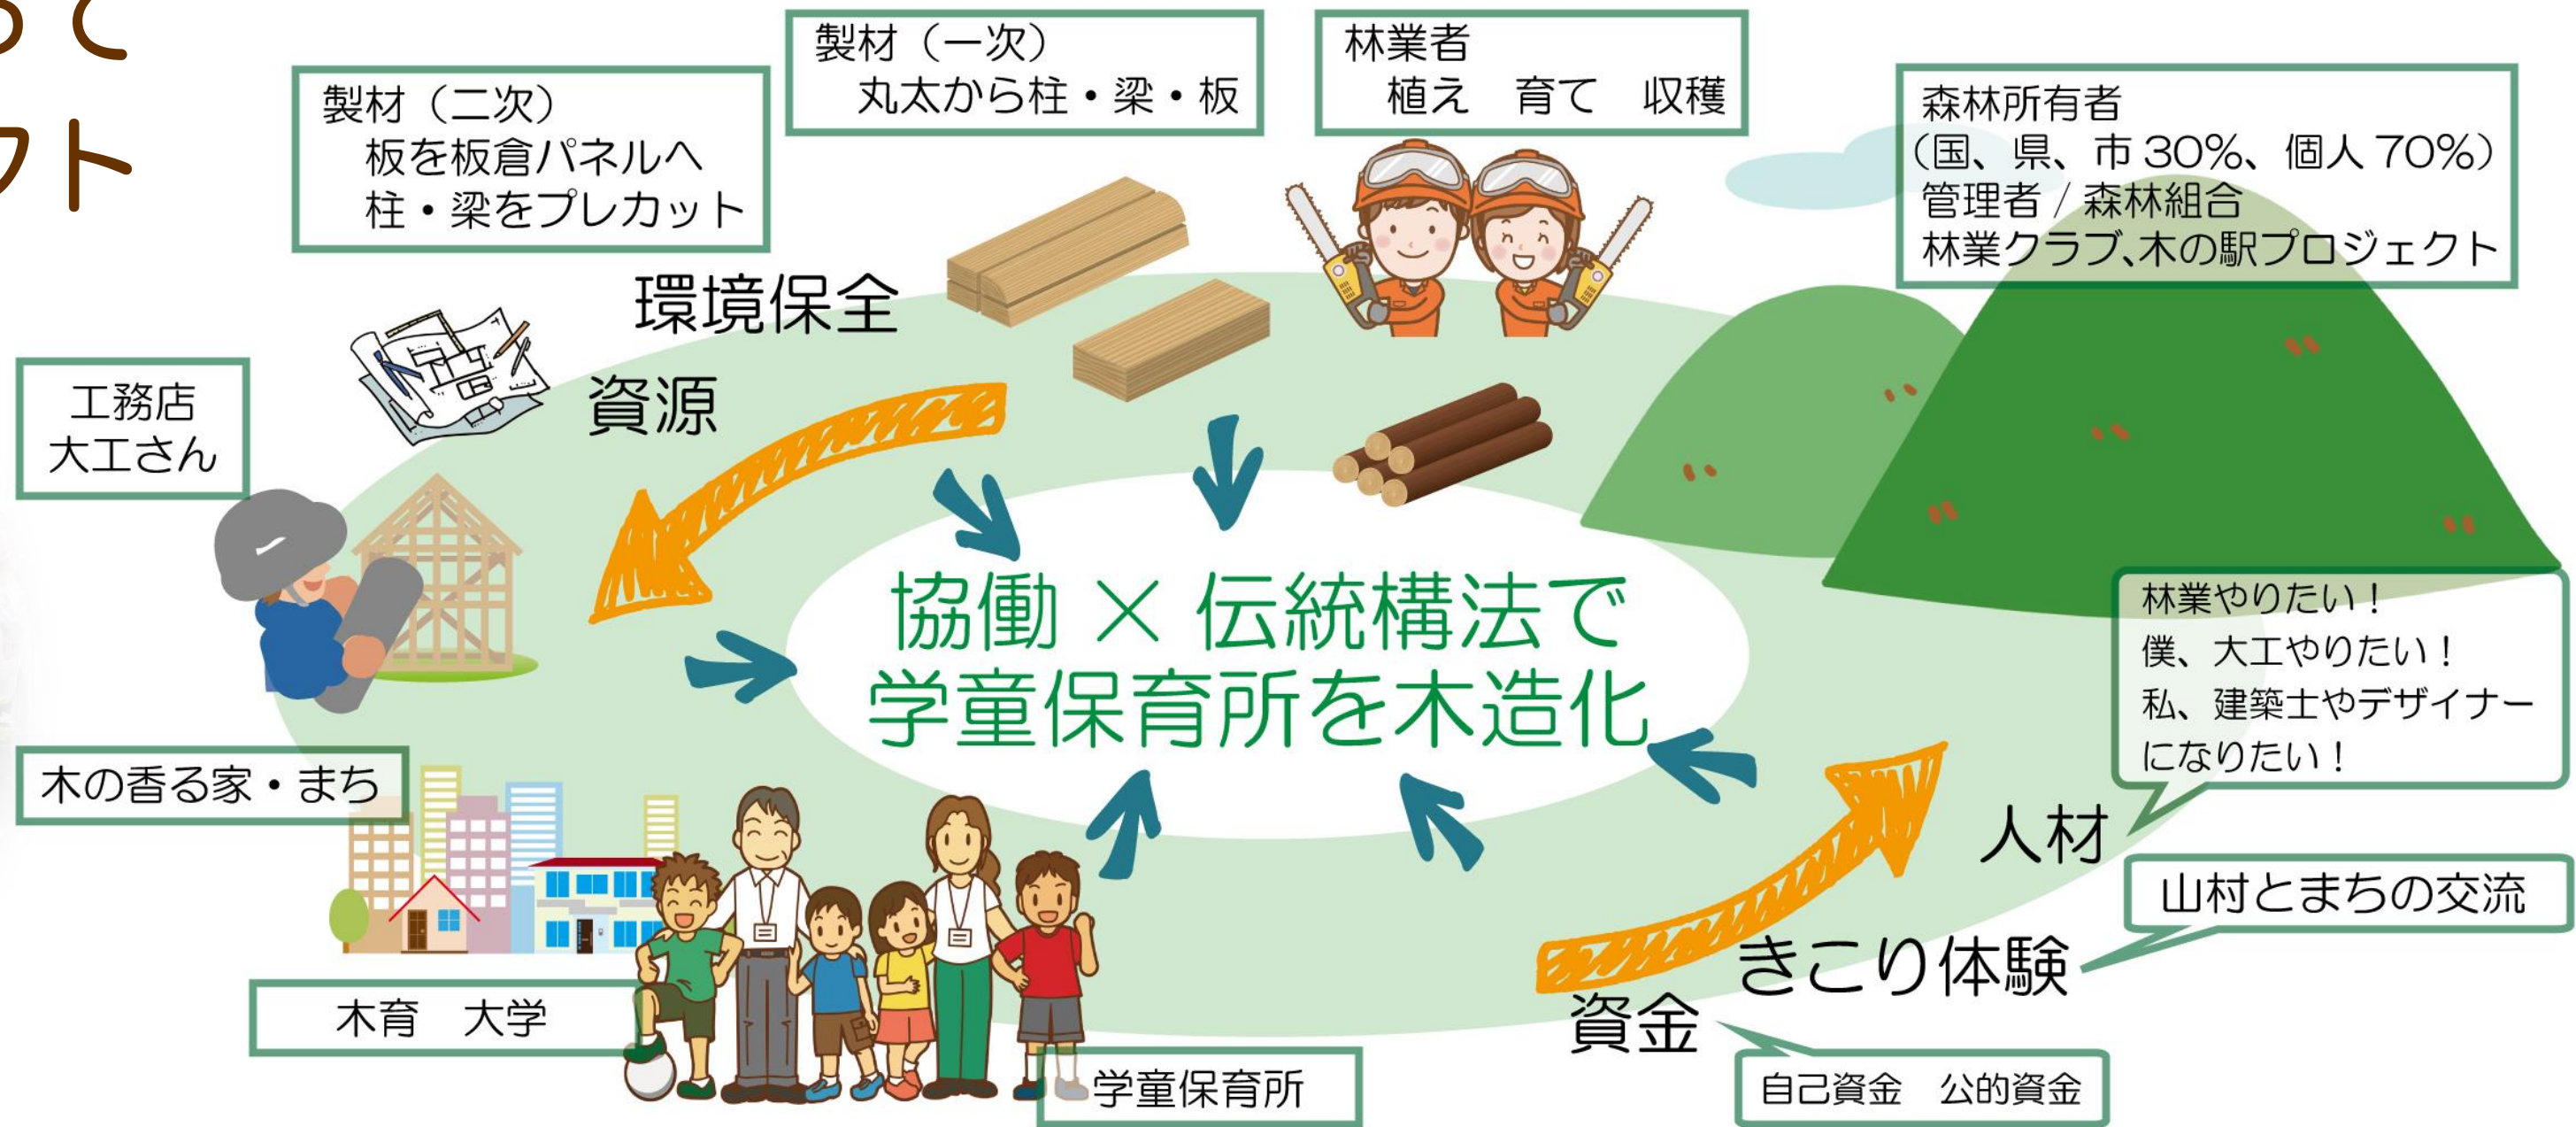 って
クト
製材（二次）
板を板倉パネルへ
柱・梁をプレカット
製材（一次）
丸太から柱・梁・板
林業者
植え　育て　収穫
森林所有者
（国、県、市 30%、個人 70%）
管理者 / 森林組合
林業クラブ、木の駅プロジェクト
環境保全
資源
工務店
大工さん
協働 × 伝統構法で
学童保育所を木造化
林業やりたい！
僕、大工やりたい！
私、建築士やデザイナー
になりたい！
木の香る家・まち
人材
山村とまちの交流
きこり体験
木育　大学
資金
学童保育所
自己資金　公的資金